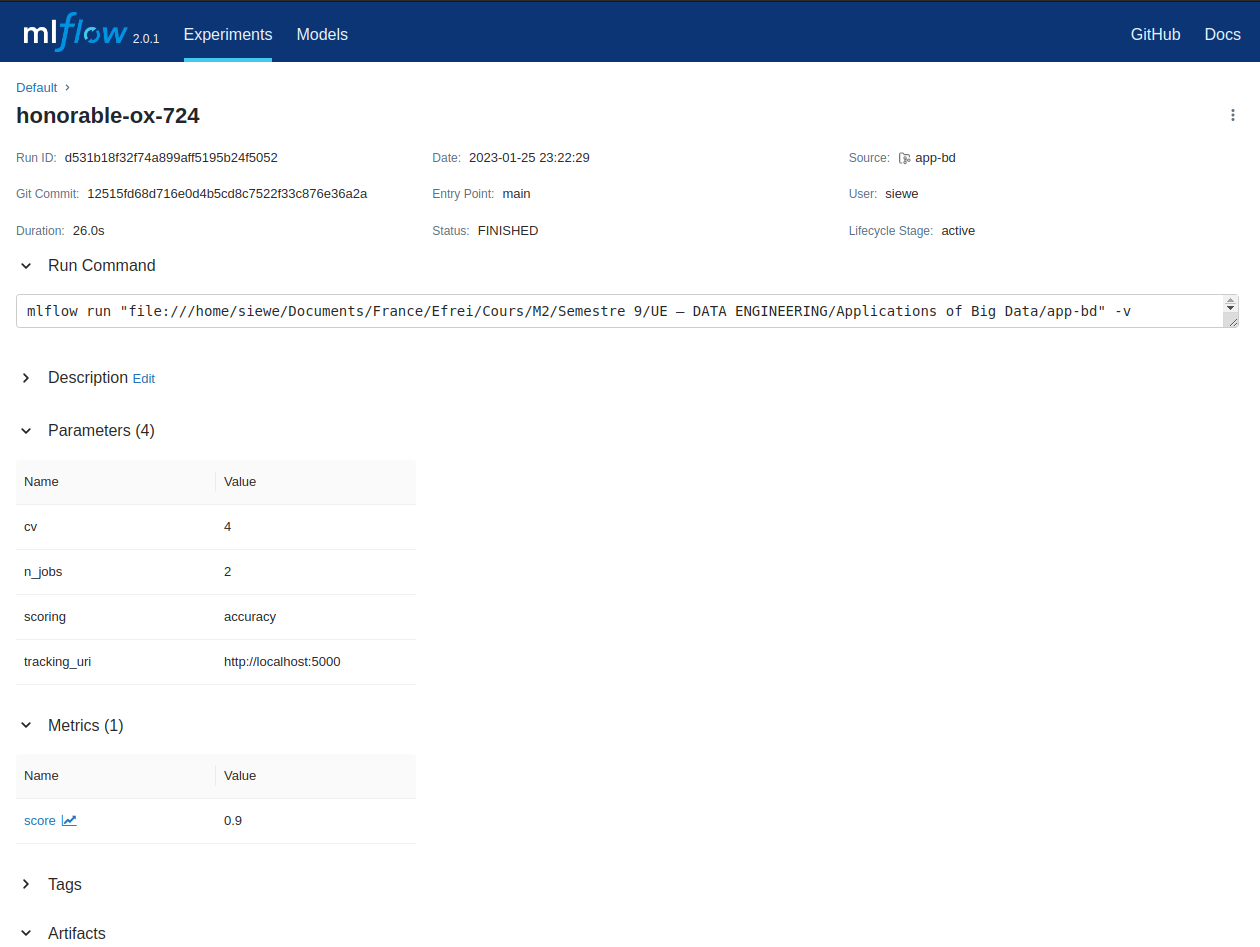 mlflow 2.0.1 Experiments Models GitHub Docs
Default
honorable-ox-724
Run ID: d531b18f32f74a899aff5195b24f5052 Date: 2023-01-25 23:22:29 Source: app-bd
Git Commit: 12515fd68d716e0d4b5cd8c7522f33c876e36a2a Entry Point: main User: siewe
Duration: 26.0s Status: FINISHED Lifecycle Stage: active
Run Command
mlflow run "file:///home/siewe/Documents/France/Efrei/Cours/M2/Semestre 9/UE – DATA ENGINEERING/Applications of Big Data/app-bd" -v
Description Edit
Parameters (4)
Name Value
cv 4
n_jobs 2
scoring accuracy
tracking_uri http://localhost:5000
Metrics (1)
Name Value
score 0.9
Tags
Artifacts